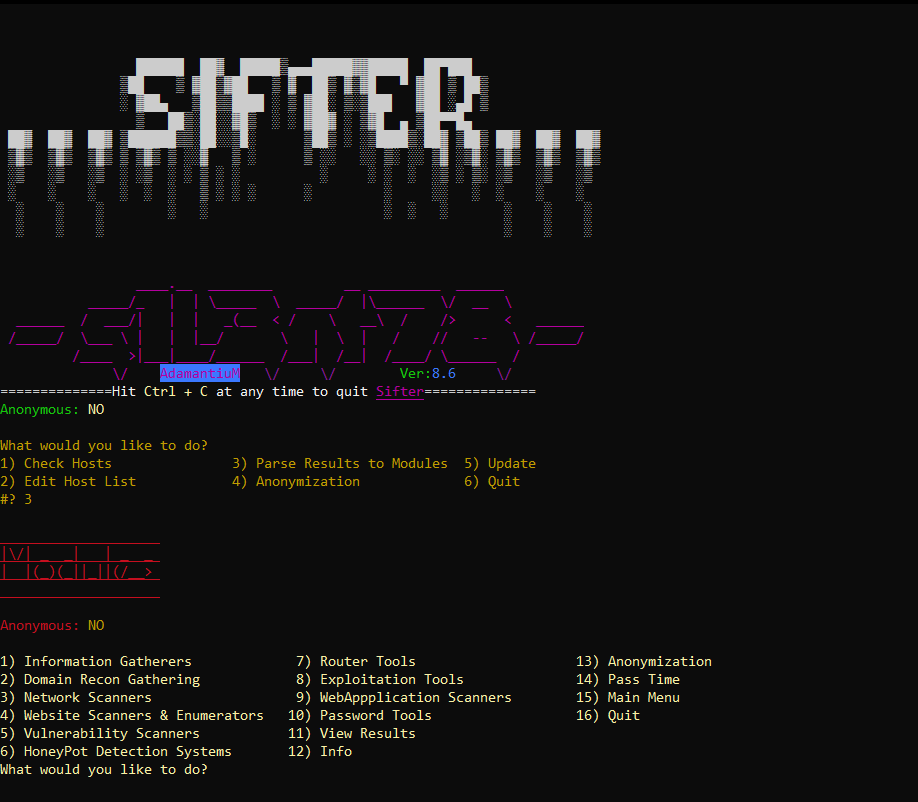 SIFTER
s1l3nt78
AdamantiuM Ver:8.6
==============Hit Ctrl + C at any time to quit Sifter==============
Anonymous: NO
What would you like to do?
1) Check Hosts 3) Parse Results to Modules 5) Update
2) Edit Host List 4) Anonymization 6) Quit
#? 3
Modules
Anonymous: NO
1) Information Gatherers 7) Router Tools 13) Anonymization
2) Domain Recon Gathering 8) Exploitation Tools 14) Pass Time
3) Network Scanners 9) WebAppplication Scanners 15) Main Menu
4) Website Scanners & Enumerators 10) Password Tools 16) Quit
5) Vulnerability Scanners 11) View Results
6) HoneyPot Detection Systems 12) Info
What would you like to do?